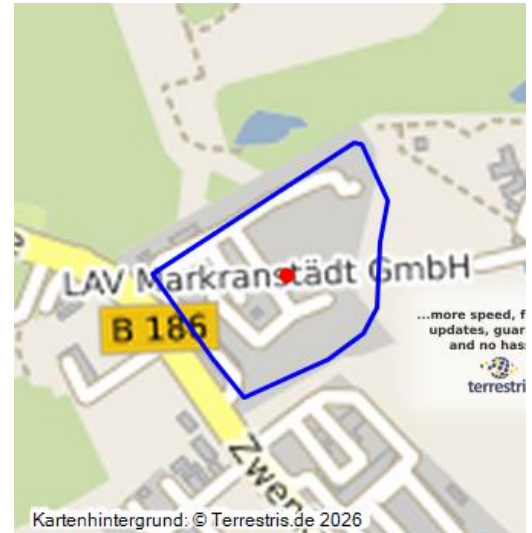 e
LAV Markranstädt GmbH
B 186
...more speed, f
updates, guar
and no hass
terrestri
Zwen
Kartenhintergrund: © Terrestris.de 2026